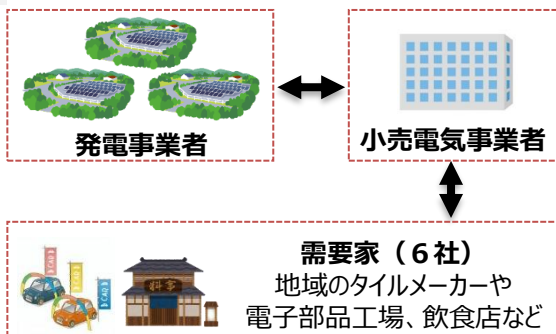 発電事業者
小売電気事業者
需要家（６社）
地域のタイルメーカーや
電子部品工場、飲食店など
料亭